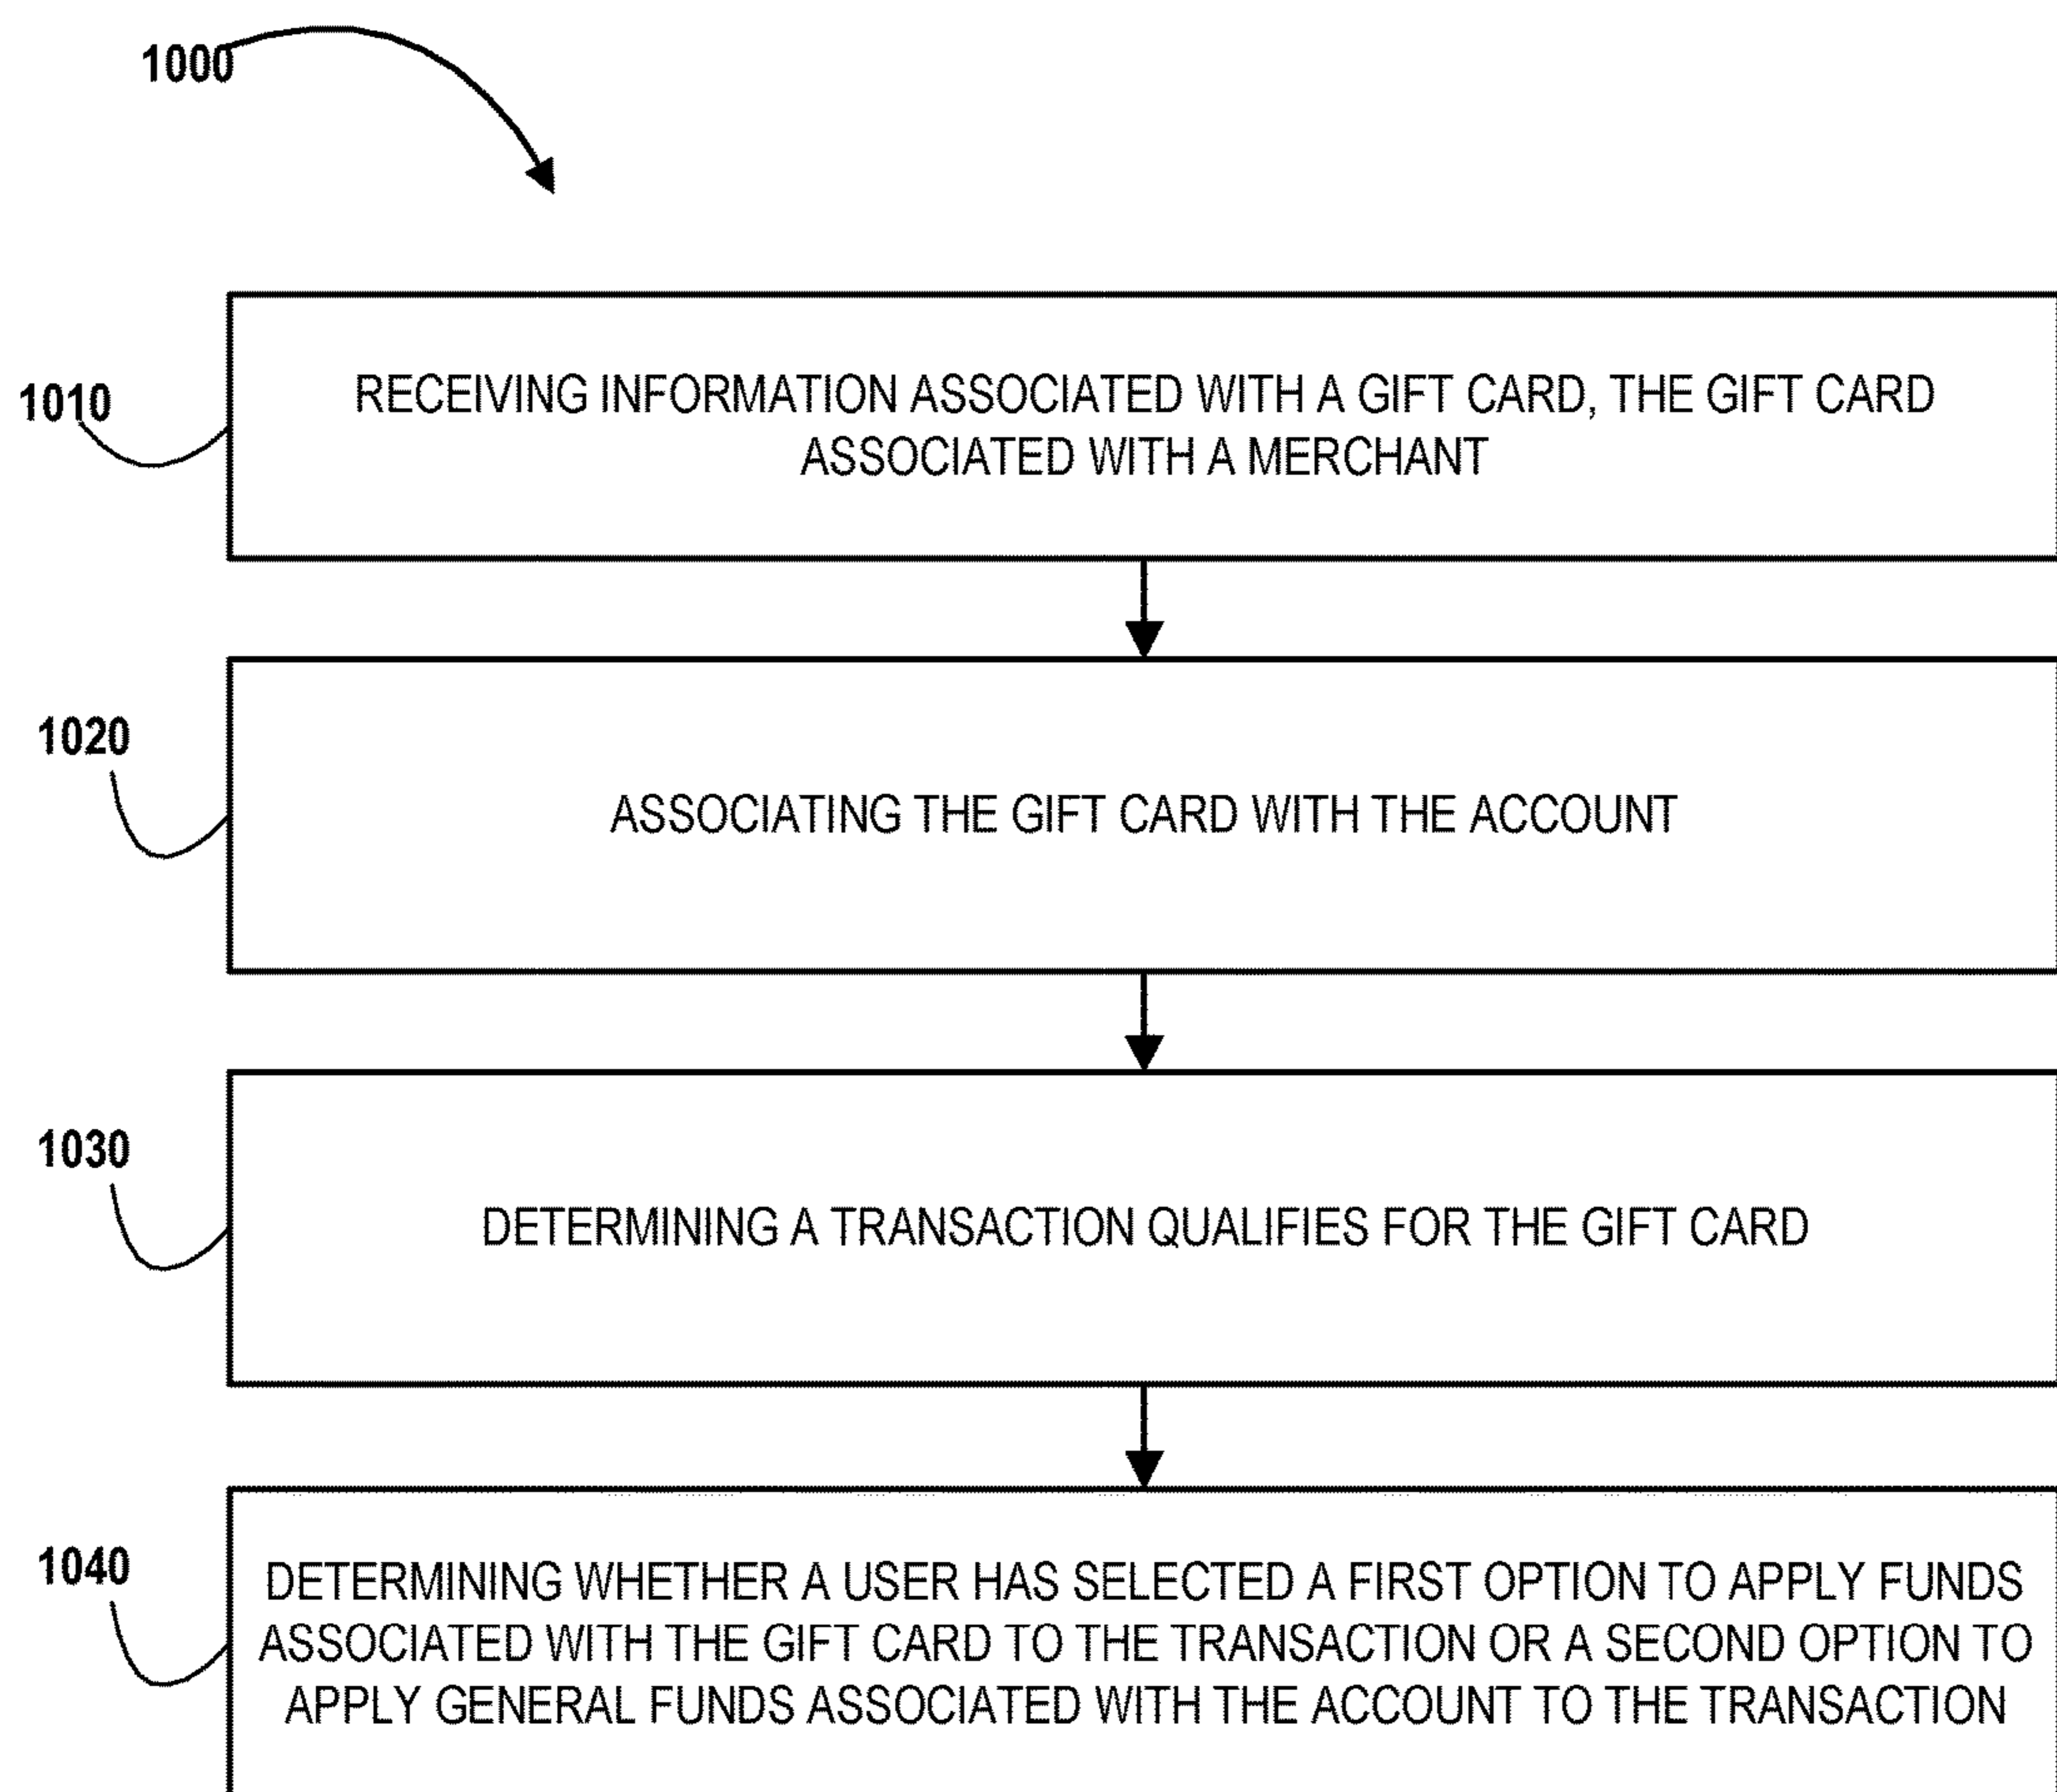 1000
1010
RECEIVING INFORMATION ASSOCIATED WITH A GIFT CARD, THE GIFT CARD
ASSOCIATED WITH A MERCHANT
1020
ASSOCIATING THE GIFT CARD WITH THE ACCOUNT
1030
DETERMINING A TRANSACTION QUALIFIES FOR THE GIFT CARD
1040
DETERMINING WHETHER A USER HAS SELECTED A FIRST OPTION TO APPLY FUNDS
ASSOCIATED WITH THE GIFT CARD TO THE TRANSACTION OR A SECOND OPTION TO
APPLY GENERAL FUNDS ASSOCIATED WITH THE ACCOUNT TO THE TRANSACTION